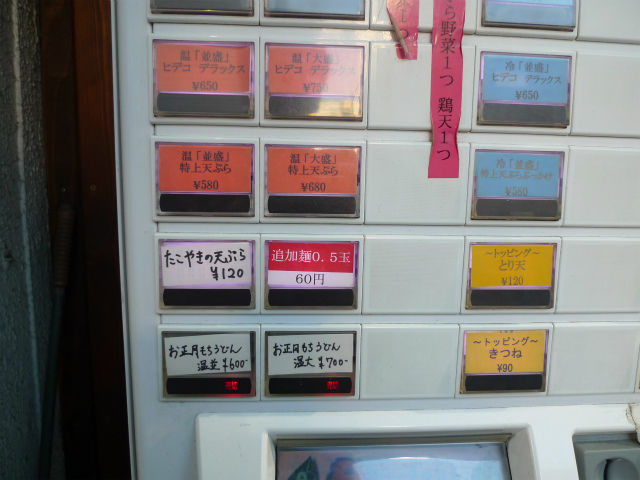 ら野菜1つ 鶏天1つ
温「並盛」
ヒデコ デラックス
¥650
温「大盛」
ヒデコ デラックス
¥750
冷「並盛」
ヒデコ デラックス
¥650
温「並盛」
特上天ぷら
¥580
温「大盛」
特上天ぷら
¥680
冷「並盛」
特上天ぷらぶっかけ
¥580
たこやきの天ぷら
¥120
追加麺0.5玉
60円
~トッピング~
とり天
¥120
お正月もちうどん
温並 ¥600-
お正月もちうどん
温大 ¥700-
~トッピング~
きつね
¥90